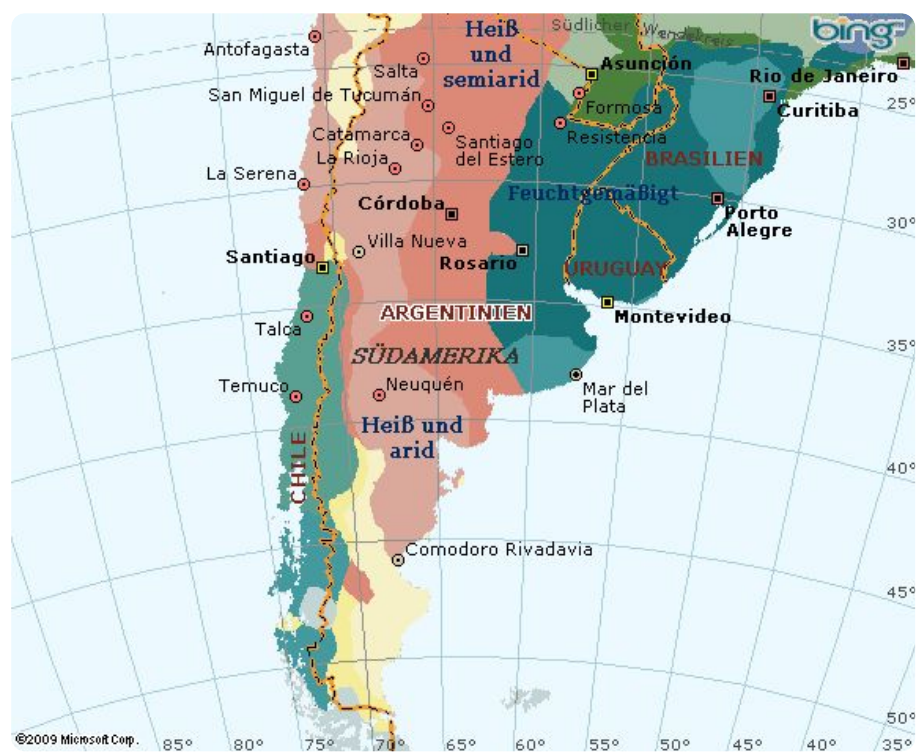 bing
Südlicher Wendekreis
Heiß
und
semiarid
Antofagasta
Salta
Asunción
Rio de Janeiro
San Miguel de Tucumán
Formosa
Curitiba
25°
Catamarca
Santiago
del Estero
Resistencia
La Rioja
BRASILIEN
La Serena
Feuchtgemäßigt
Córdoba
Porto
Alegre
30°
Villa Nueva
Santiago
Rosario
URUGUAY
ARGENTINIEN
Montevideo
Talca
35°
SÜDAMERIKA
Temuco
Neuquén
Mar del
Plata
Heiß und
arid
CHILE
40°
Comodoro Rivadavia
45°
50°
©2009 Microsoft Corp.
85°
80°
75°
70°
65°
60°
55°
50°
45°
40°
35°